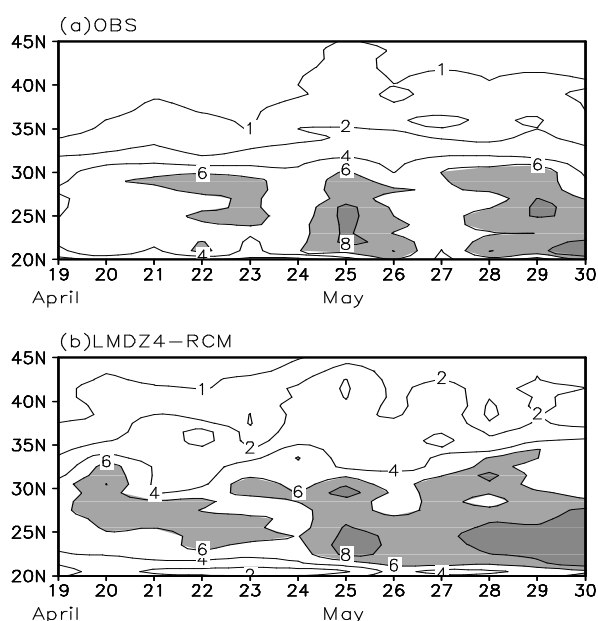 (a)OBS
45N
1
40N
1 2
35N
4
30N 6 6 6
25N
8
4
20N
19 20 21 22 23 24 25 26 27 28 29 30
April May
(b)LMDZ4-RCM
45N
1 2
40N
2
2
35N
6 4
30N 4 6
25N
6 8
4 6
2 4
20N
19 20 21 22 23 24 25 26 27 28 29 30
April May